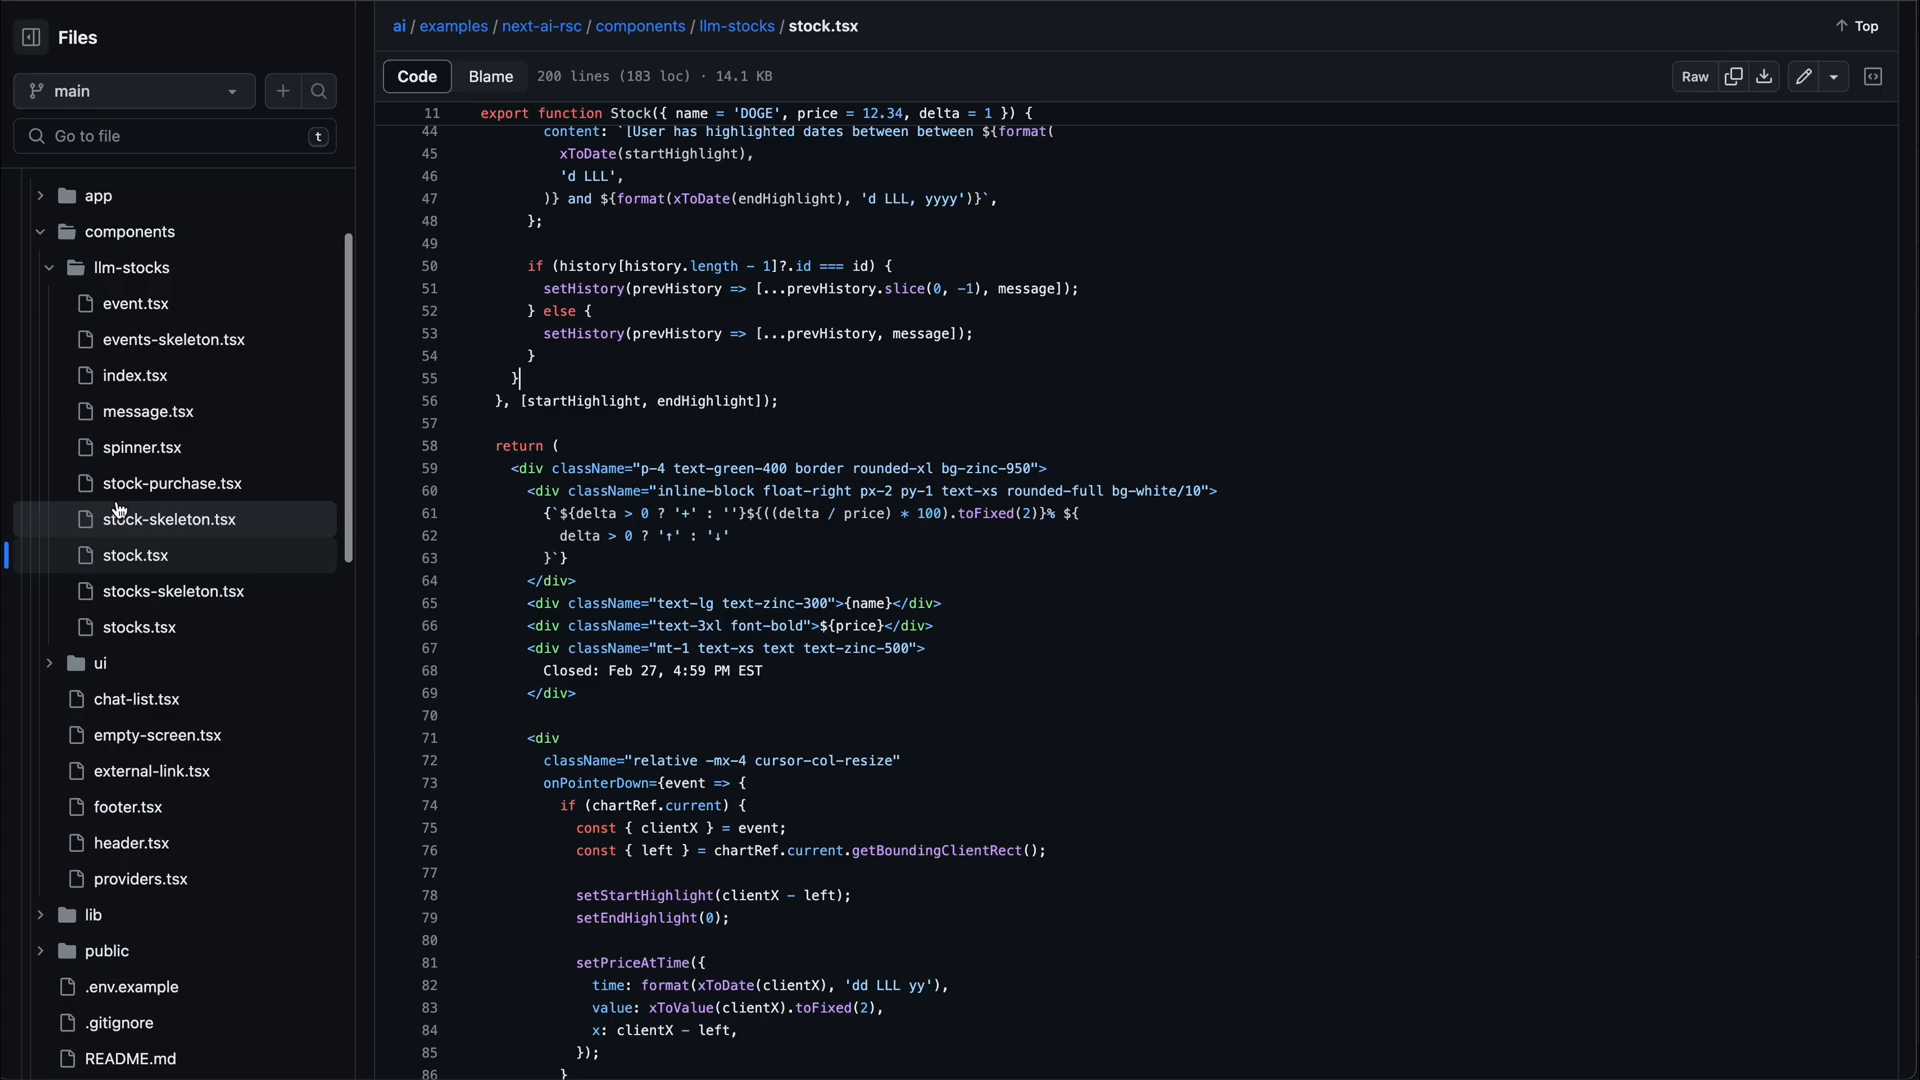 Files
main
Go to file
t
app
components
llm-stocks
event.tsx
events-skeleton.tsx
index.tsx
message.tsx
spinner.tsx
stock-purchase.tsx
stock-skeleton.tsx
stock.tsx
stocks-skeleton.tsx
stocks.tsx
ui
chat-list.tsx
empty-screen.tsx
external-link.tsx
footer.tsx
header.tsx
providers.tsx
lib
public
.env.example
.gitignore
README.md
ai / examples / next-ai-rsc / components / llm-stocks / stock.tsx
Top
Code Blame 200 lines (183 loc) · 14.1 KB
Raw
11 export function Stock({ name = 'DOGE', price = 12.34, delta = 1 }) {
44 content: `[User has highlighted dates between between ${format(
45 xToDate(startHighlight),
46 'd LLL',
47 )} and ${format(xToDate(endHighlight), 'd LLL, yyyy')}`,
48 };
49
50 if (history[history.length - 1]?.id === id) {
51 setHistory(prevHistory => [...prevHistory.slice(0, -1), message]);
52 } else {
53 setHistory(prevHistory => [...prevHistory, message]);
54 }
55 }
56 }, [startHighlight, endHighlight]);
57
58 return (
59 <div className="p-4 text-green-400 border rounded-xl bg-zinc-950">
60 <div className="inline-block float-right px-2 py-1 text-xs rounded-full bg-white/10">
61 {`${delta > 0 ? '+' : ''}${((delta / price) * 100).toFixed(2)}% ${
62 delta > 0 ? '↑' : '↓'
63 }`}
64 </div>
65 <div className="text-lg text-zinc-300">{name}</div>
66 <div className="text-3xl font-bold">${price}</div>
67 <div className="mt-1 text-xs text text-zinc-500">
68 Closed: Feb 27, 4:59 PM EST
69 </div>
70
71 <div
72 className="relative -mx-4 cursor-col-resize"
73 onPointerDown={event => {
74 if (chartRef.current) {
75 const { clientX } = event;
76 const { left } = chartRef.current.getBoundingClientRect();
77
78 setStartHighlight(clientX - left);
79 setEndHighlight(0);
80
81 setPriceAtTime({
82 time: format(xToDate(clientX), 'dd LLL yy'),
83 value: xToValue(clientX).toFixed(2),
84 x: clientX - left,
85 });
86 }